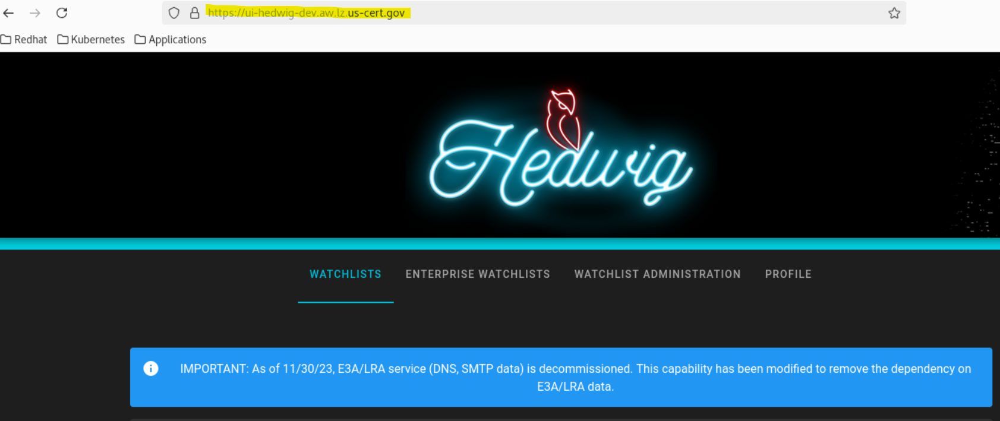 https://ui-hedwig-dev.aw.lz.us-cert.gov
Redhat Kubernetes Applications
Hedwig
WATCHLISTS ENTERPRISE WATCHLISTS WATCHLIST ADMINISTRATION PROFILE
IMPORTANT: As of 11/30/23, E3A/LRA service (DNS, SMTP data) is decommissioned. This capability has been modified to remove the dependency on
E3A/LRA data.